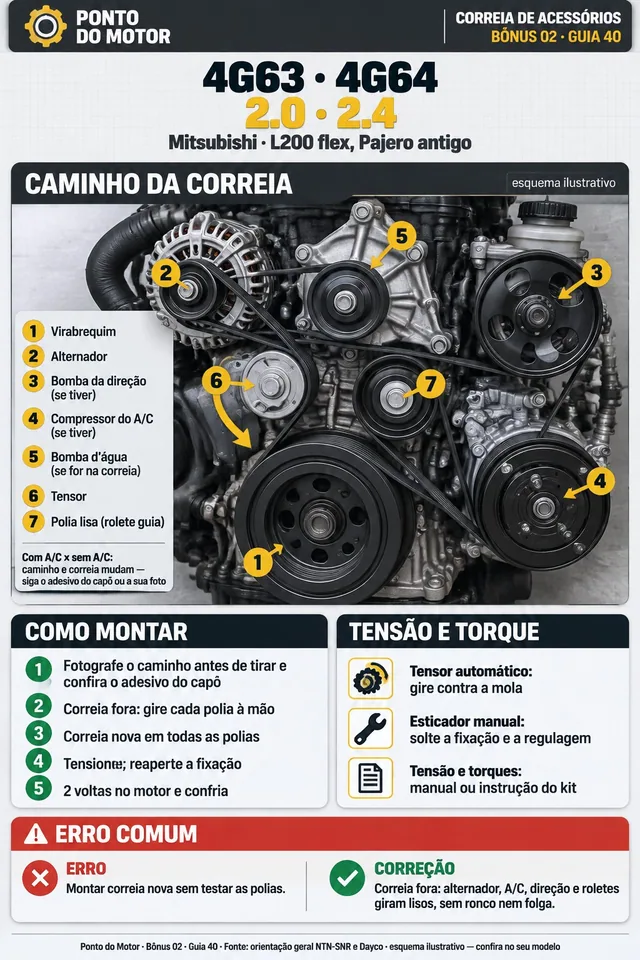 PONTO
DO MOTOR
CORREIA DE ACESSÓRIOS
BÔNUS 02 · GUIA 40
4G63 · 4G64
2.0 · 2.4
Mitsubishi · L200 flex, Pajero antigo
CAMINHO DA CORREIA
esquema ilustrativo
5
2
3
1 Virabrequim
2 Alternador
3 Bomba da direção
(se tiver)
4 Compressor do A/C
(se tiver)
5 Bomba d'água
(se for na correia)
6 Tensor
7 Polia lisa (rolete guia)
Com A/C x sem A/C:
caminho e correia mudam —
siga o adesivo do capô ou a sua foto
6
7
4
1
COMO MONTAR
1 Fotografe o caminho antes de tirar e
confira o adesivo do capô
2 Correia fora: gire cada polia à mão
3 Correia nova em todas as polias
4 Tensione; reaperte a fixação
5 2 voltas no motor e confria
TENSÃO E TORQUE
Tensor automático:
gire contra a mola
Esticador manual:
solte a fixação e a regulagem
Tensão e torques:
manual ou instrução do kit
ERRO COMUM
ERRO
Montar correia nova sem testar as polias.
CORREÇÃO
Correia fora: alternador, A/C, direção e roletes
giram lisos, sem ronco nem folga.
Ponto do Motor · Bônus 02 · Guia 40 · Fonte: orientação geral NTN-SNR e Dayco · esquema ilustrativo — confira no seu modelo